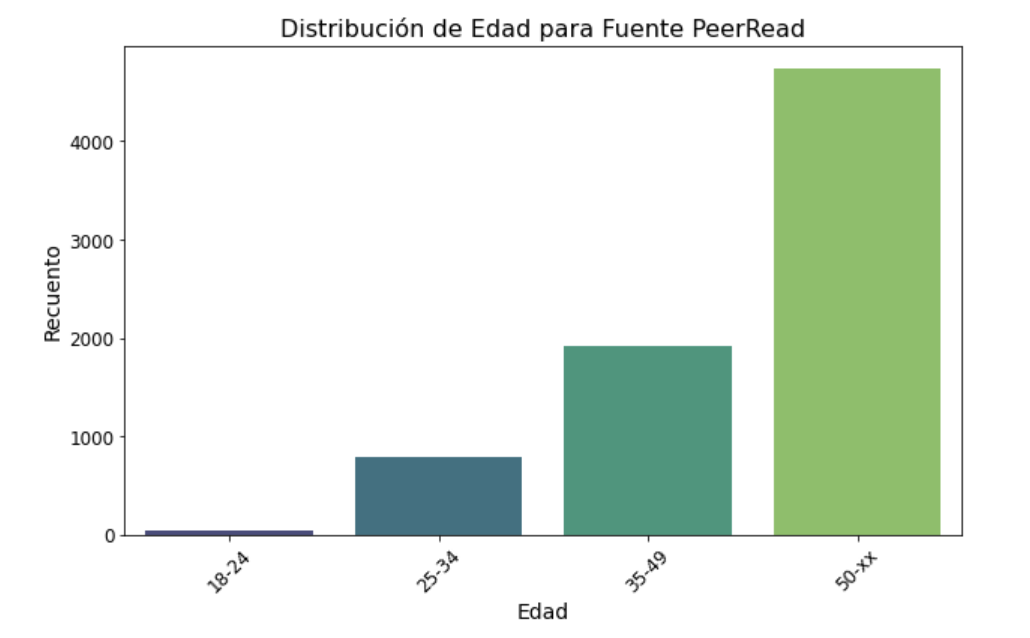 Distribución de Edad para Fuente PeerRead
Recuento
4000
3000
2000
1000
0
18-24
25-34
35-49
50-xx
Edad